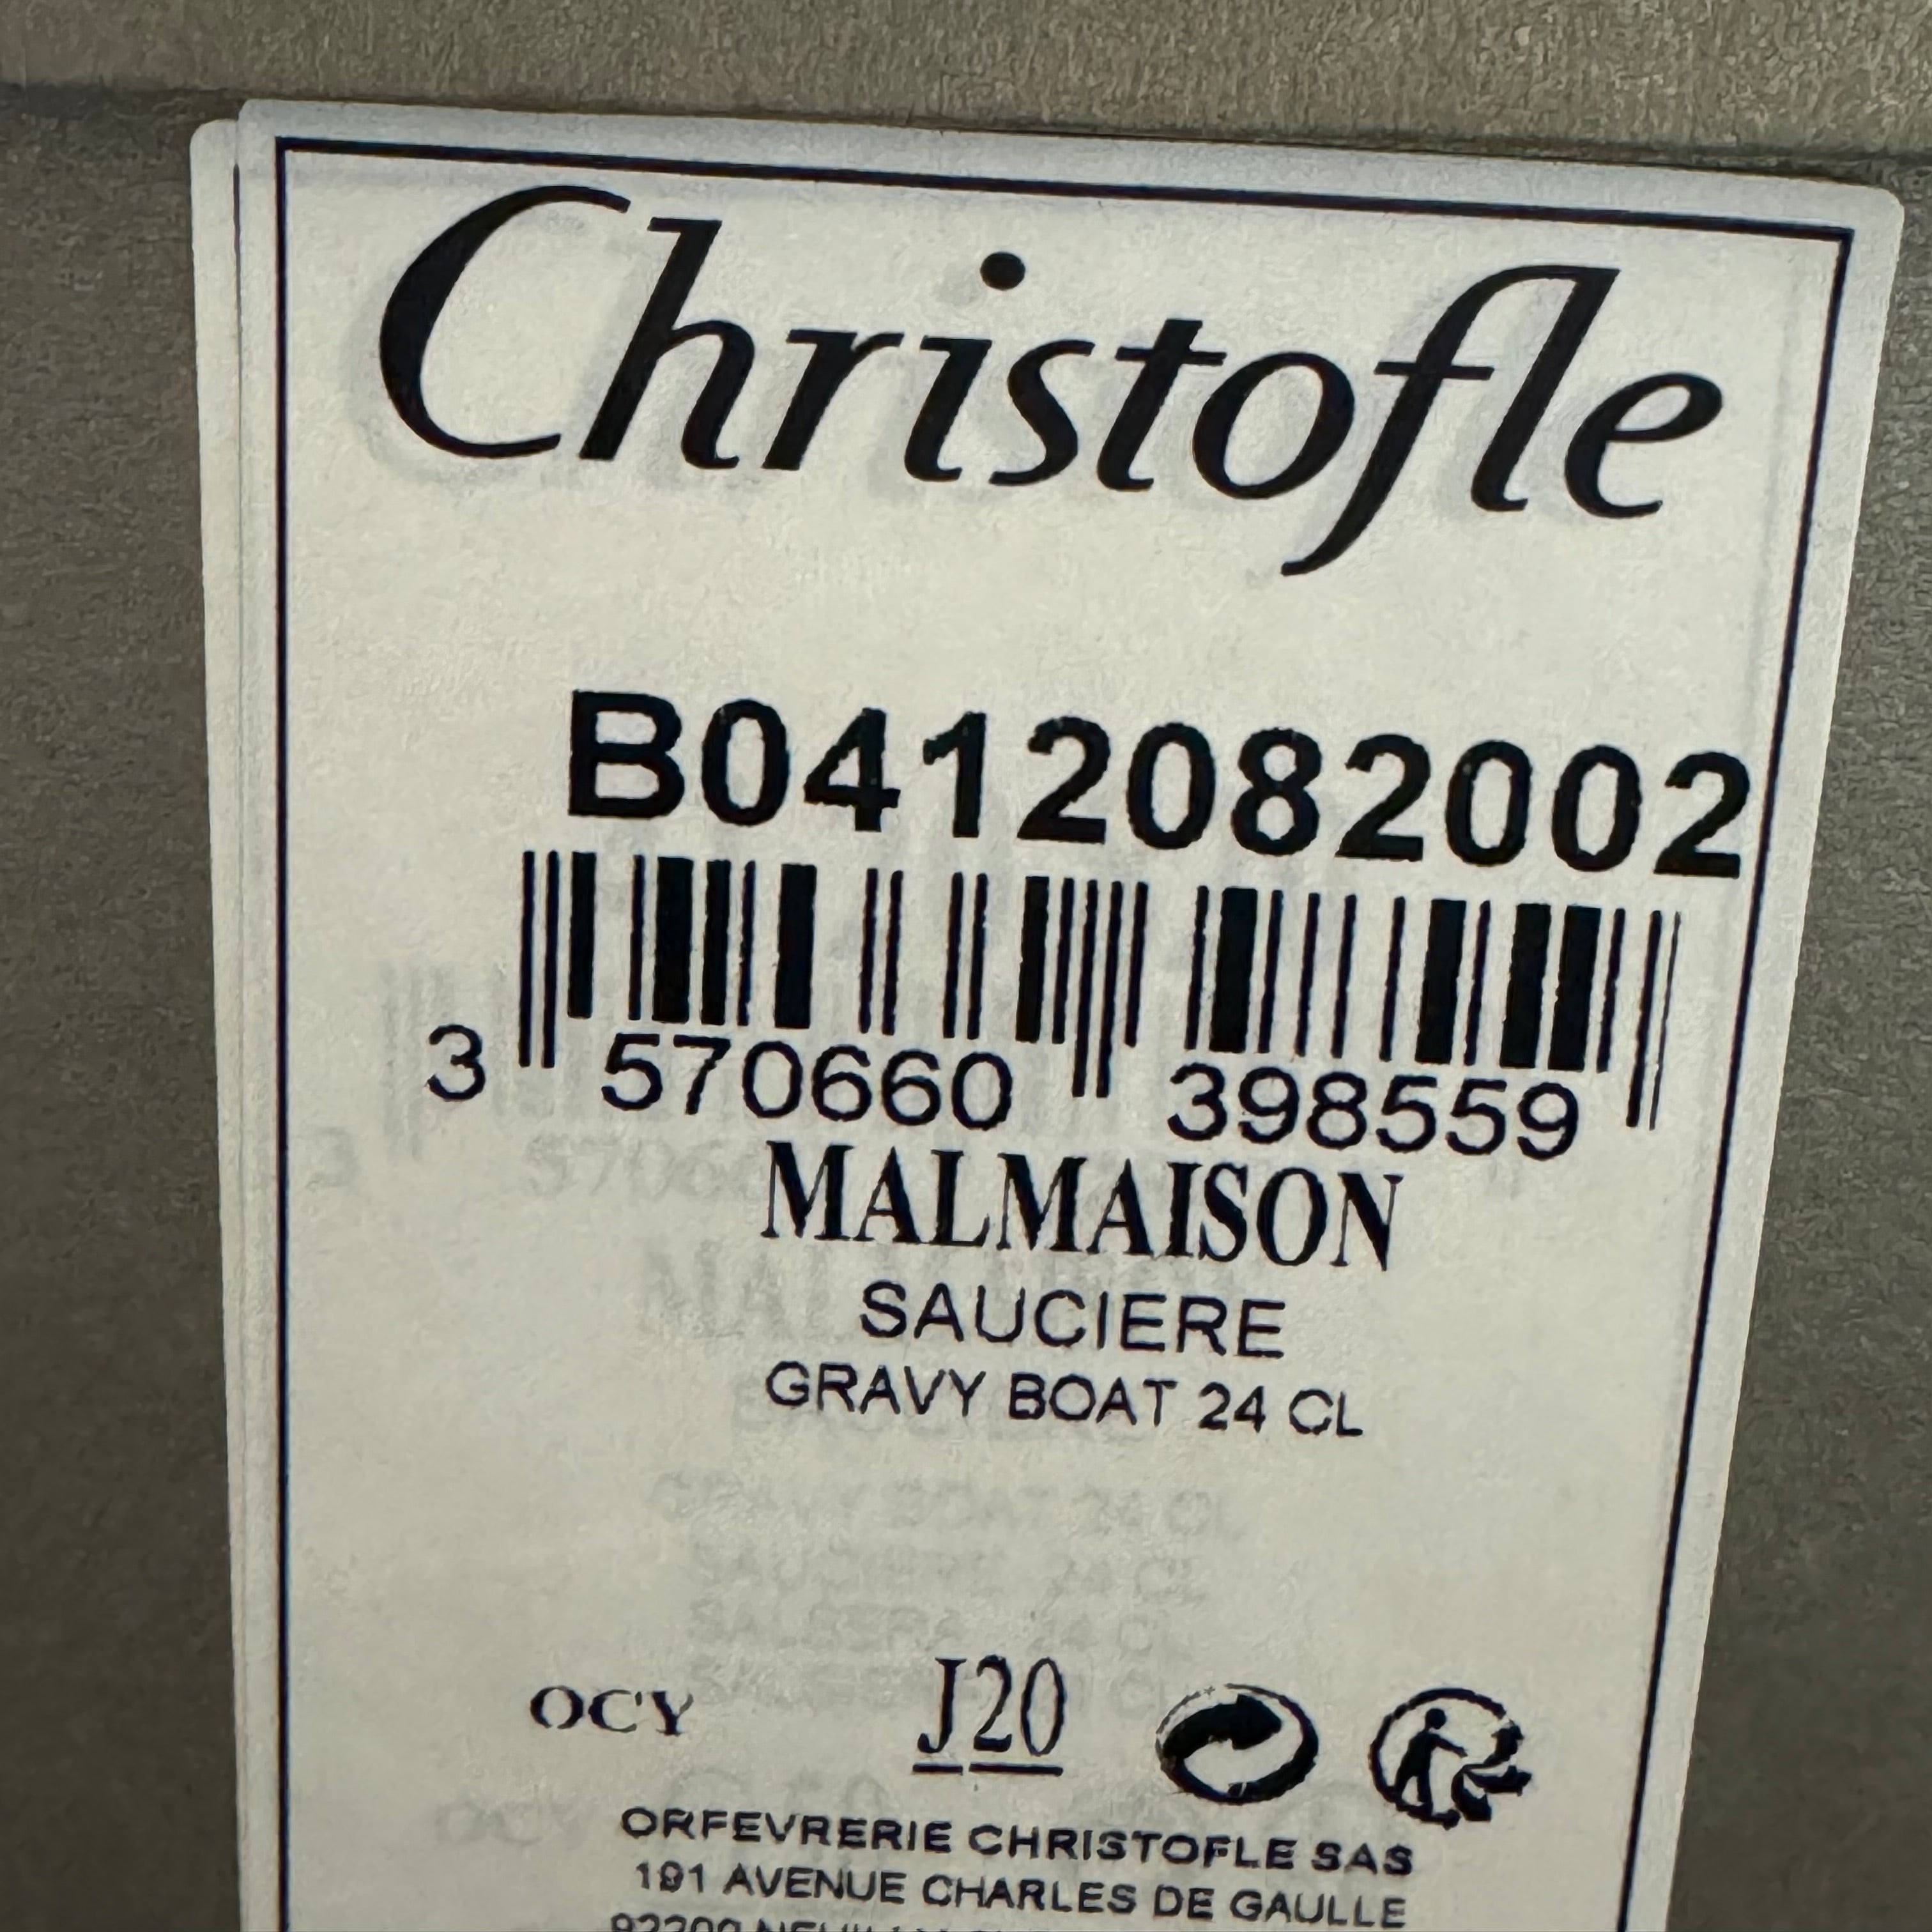 Christofle
B0412082002
3 570660 398559
MALMAISON
SAUCIERE
GRAVY BOAT 24 CL
OCY J20
ORFEVRERIE CHRISTOFLE SAS
191 AVENUE CHARLES DE GAULLE